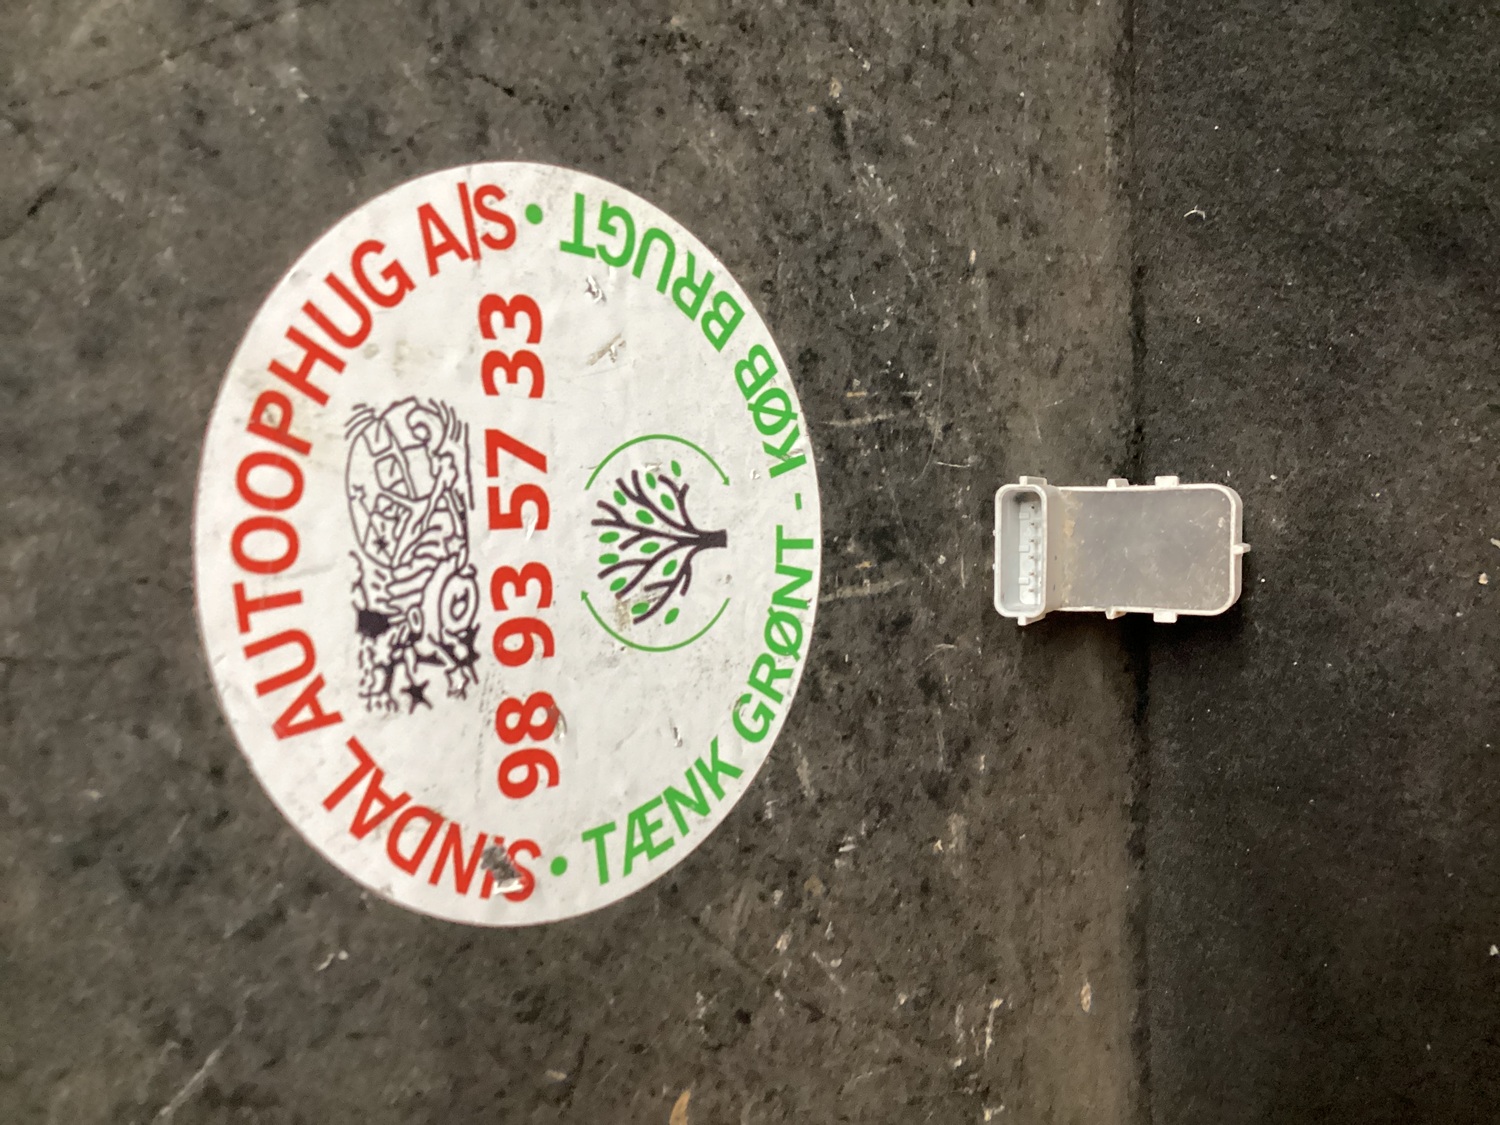 SINDAL AUTOOPHUG A/S
98 93 57 33
• TÆNK GRØNT - KØB BRUGT •